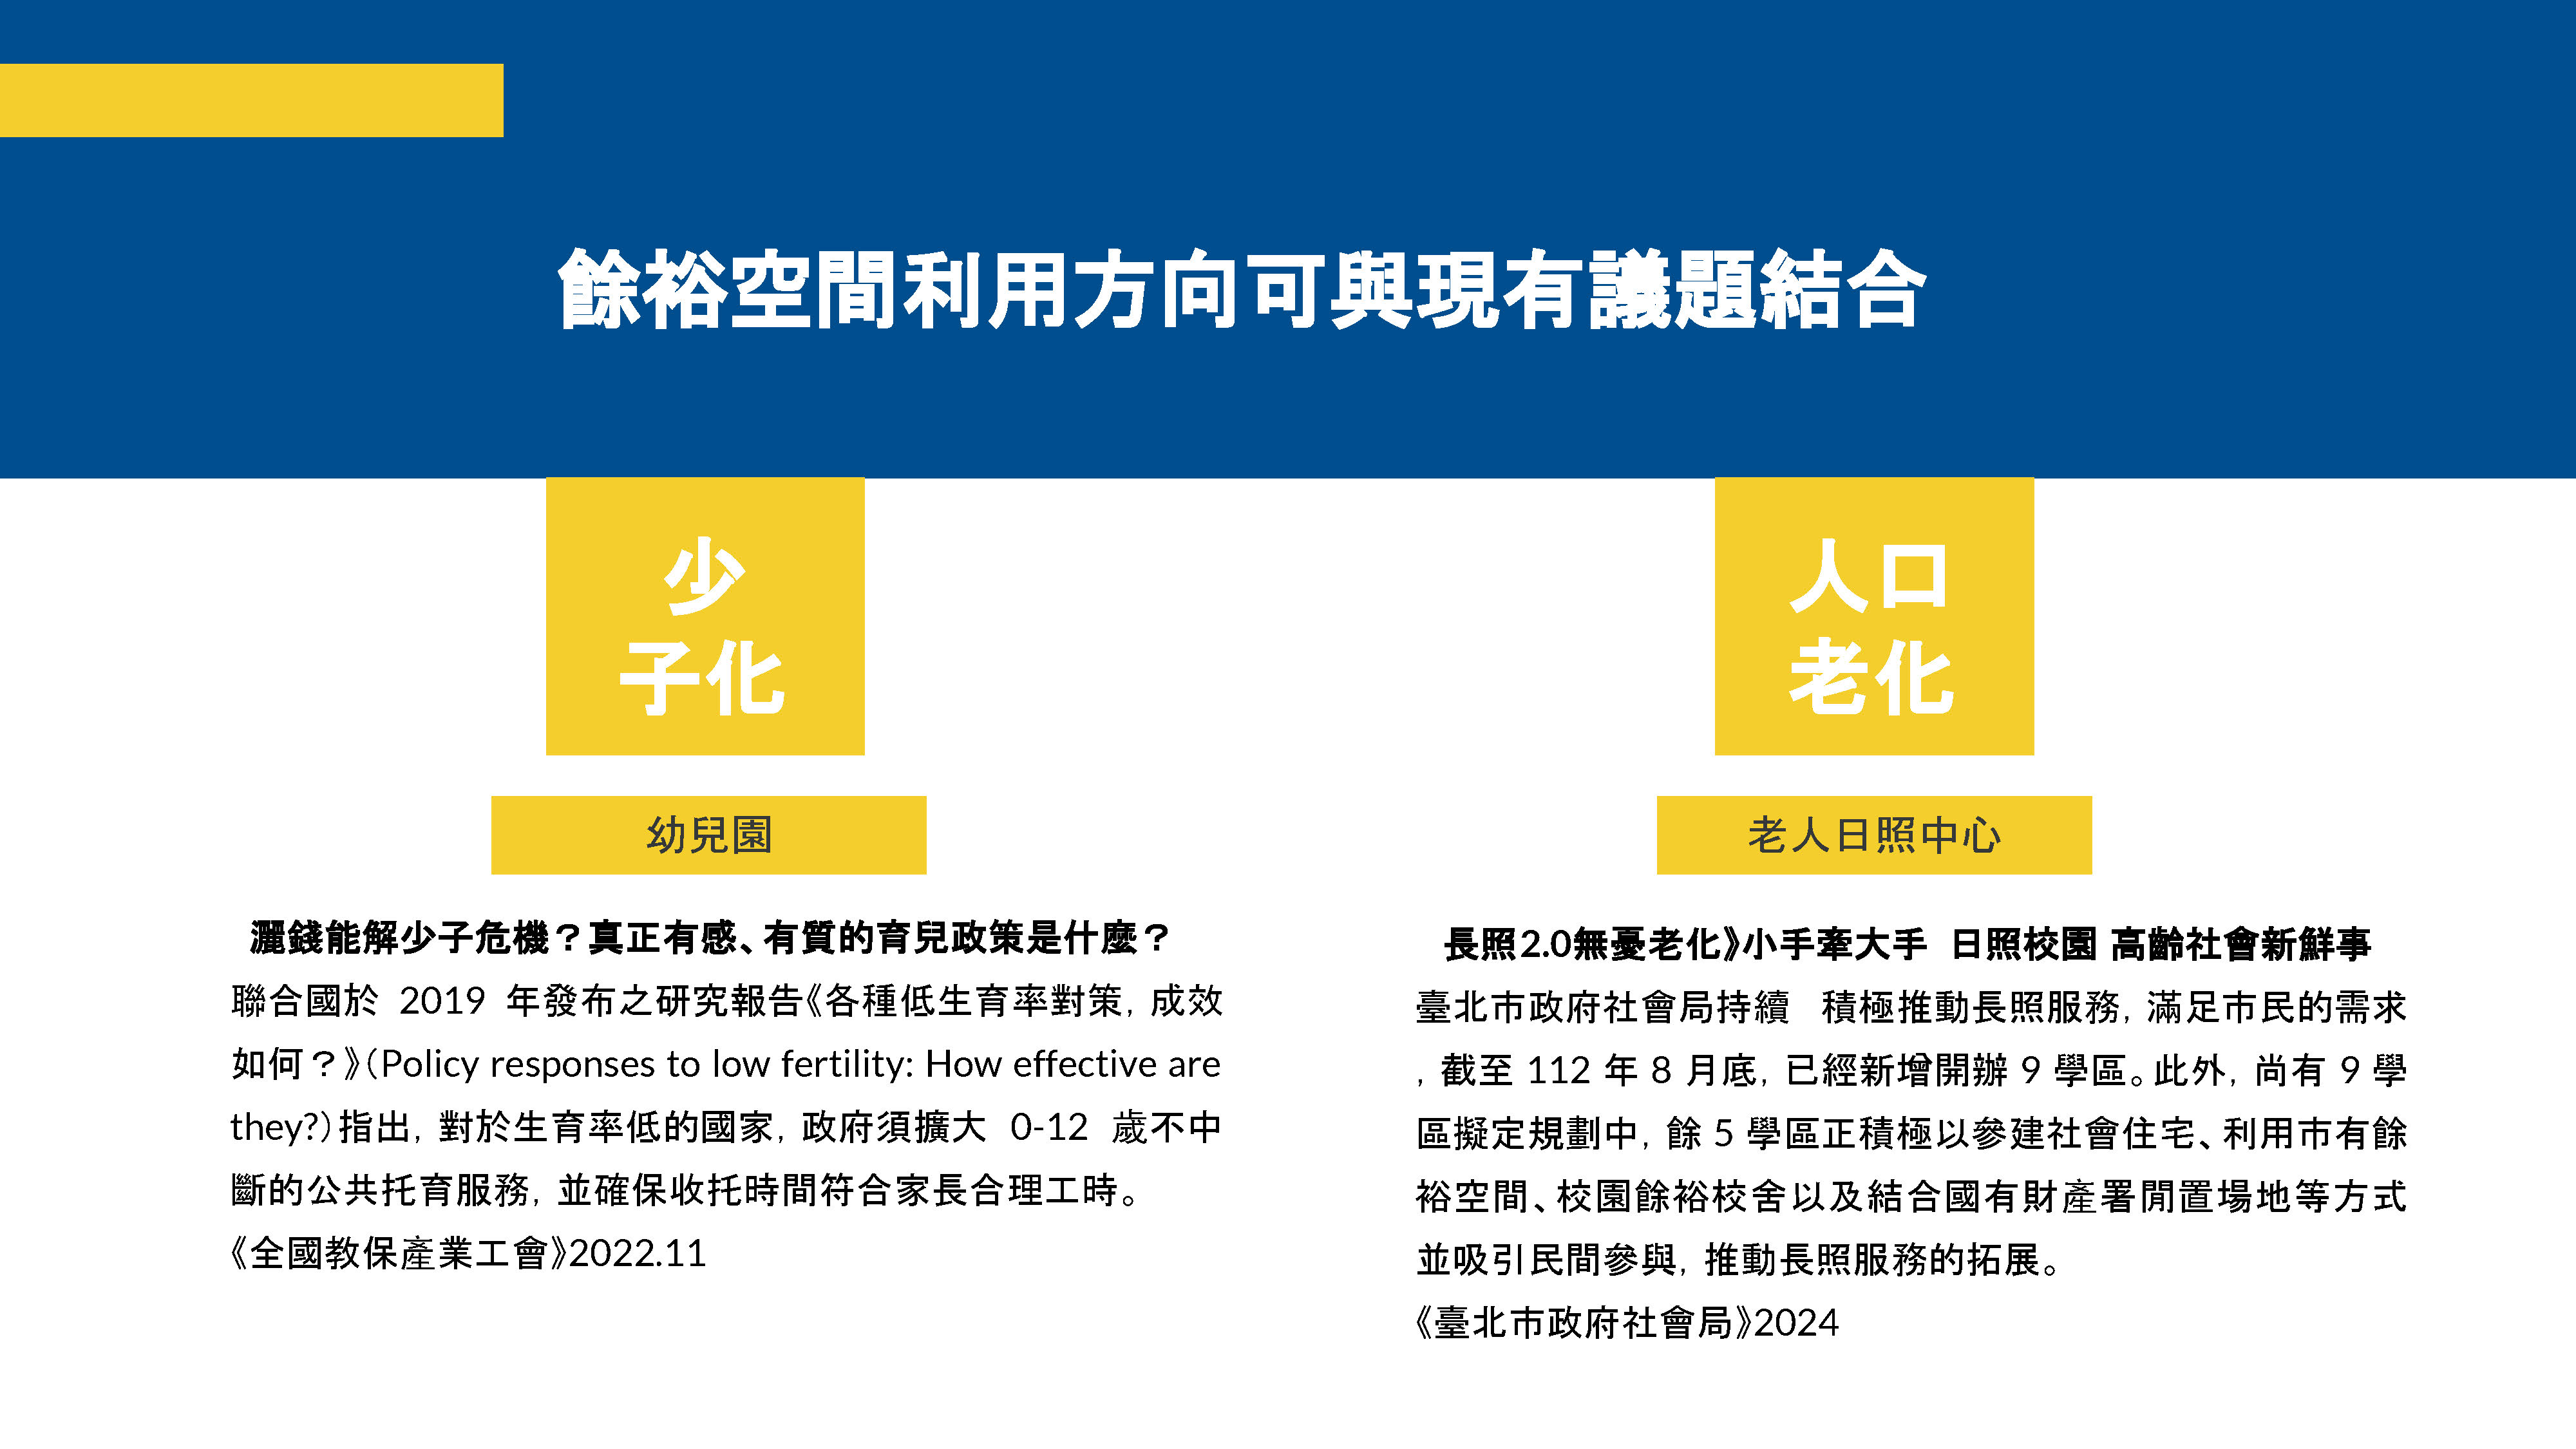 餘裕空間利用方向可與現有議題結合
少
子化
幼兒園
灑錢能解少子危機？真正有感、有質的育兒政策是什麼？
聯合國於 2019 年發布之研究報告《各種低生育率對策，成效
如何？》（Policy responses to low fertility: How effective are
they?）指出，對於生育率低的國家，政府須擴大 0-12 歲不中
斷的公共托育服務，並確保收托時間符合家長合理工時。
《全國教保產業工會》2022.11
人口
老化
老人日照中心
長照2.0無憂老化》小手牽大手 日照校園 高齡社會新鮮事
臺北市政府社會局持續 積極推動長照服務，滿足市民的需求
，截至 112 年 8 月底，已經新增開辦 9 學區。此外，尚有 9 學
區擬定規劃中，餘 5 學區正積極以參建社會住宅、利用市有餘
裕空間、校園餘裕校舍以及結合國有財產署閒置場地等方式
並吸引民間參與，推動長照服務的拓展。
《臺北市政府社會局》2024